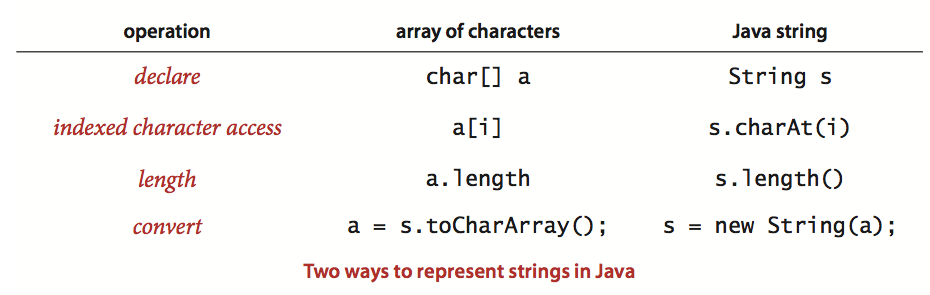 operation array of characters Java string
declare char[] a String s
indexed character access a[i] s.charAt(i)
length a.length s.length()
convert a = s.toCharArray(); s = new String(a);
Two ways to represent strings in Java